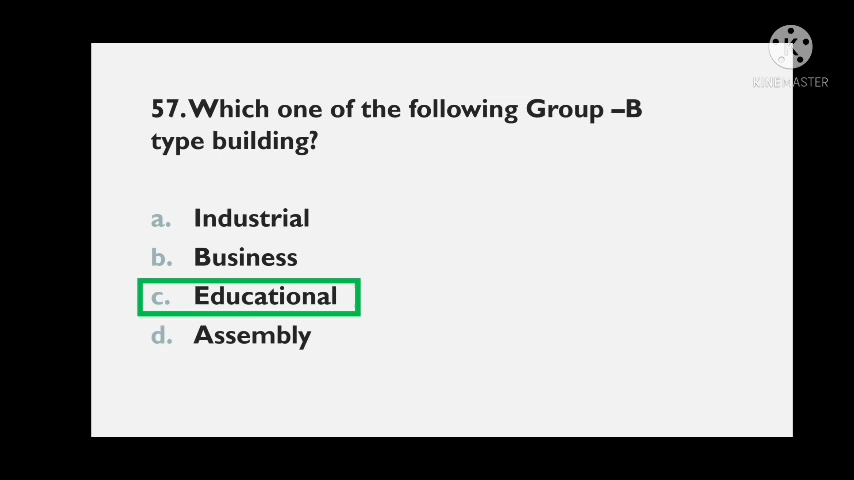 KINEMASTER
57. Which one of the following Group –B
type building?
a. Industrial
b. Business
c. Educational
d. Assembly